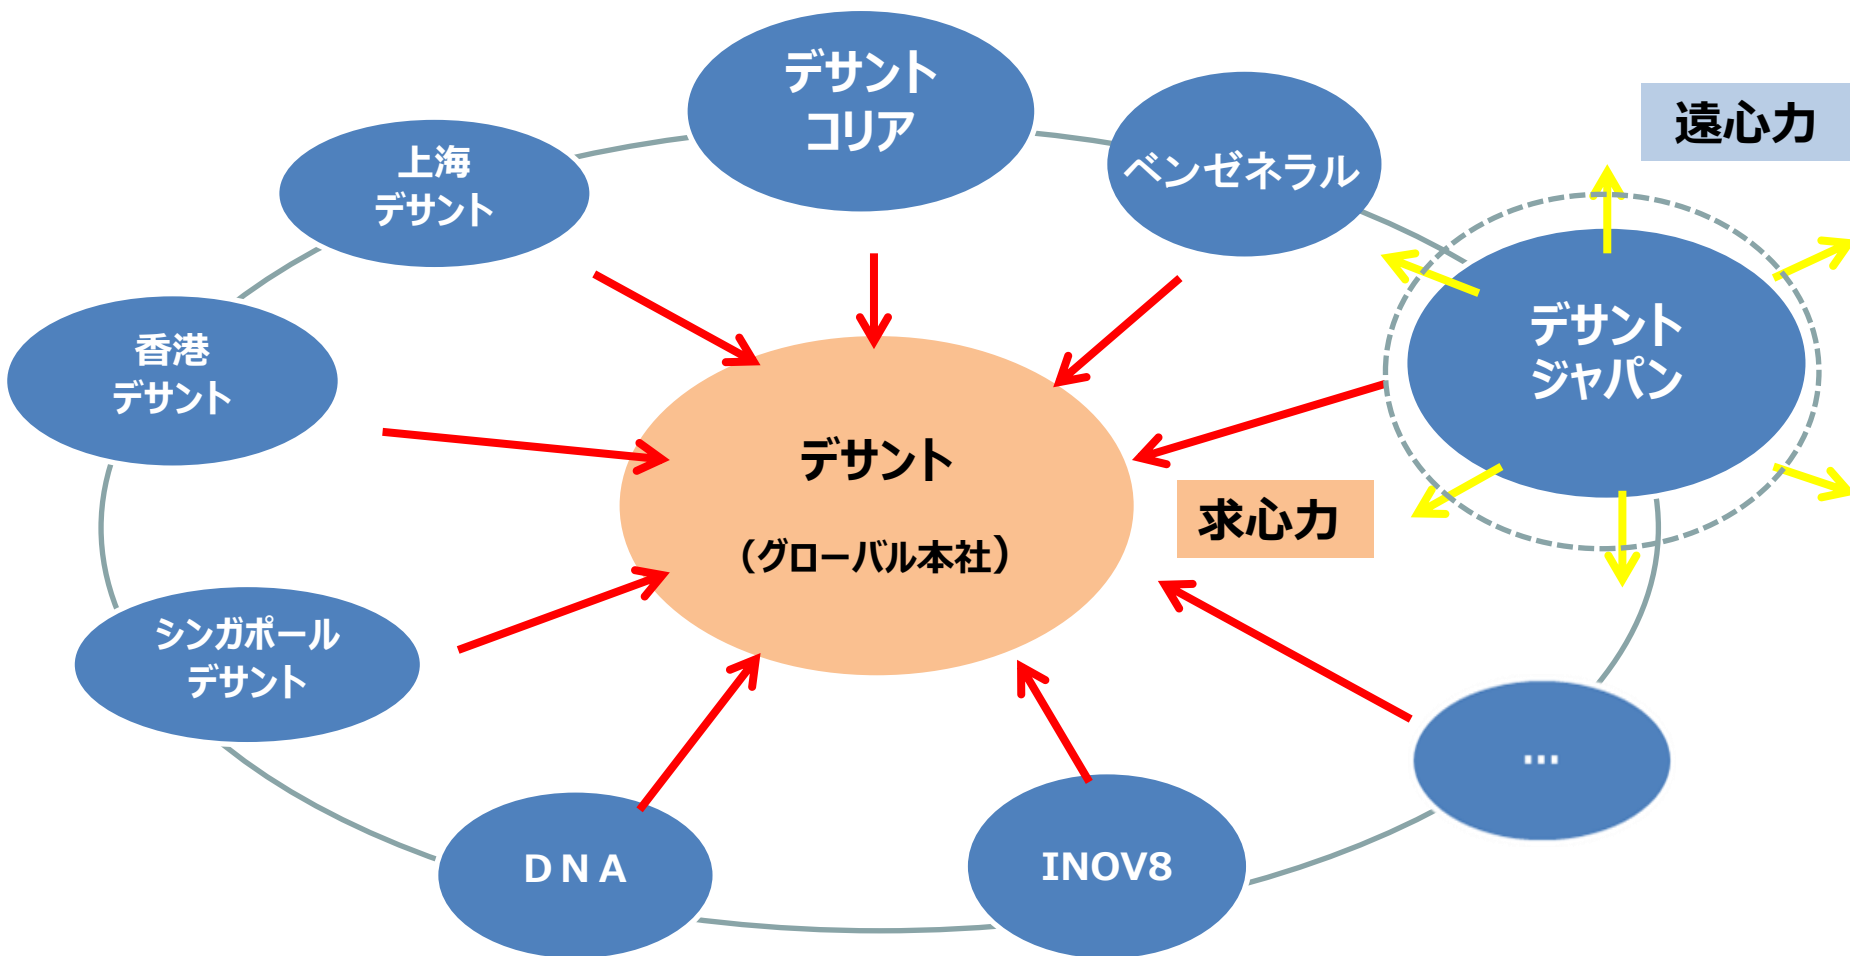 デサント
コリア
ベンゼネラル
遠心力
上海
デサント
デサント
ジャパン
香港
デサント
デサント
（グローバル本社）
求心力
シンガポール
デサント
…
ＤＮＡ
INOV8